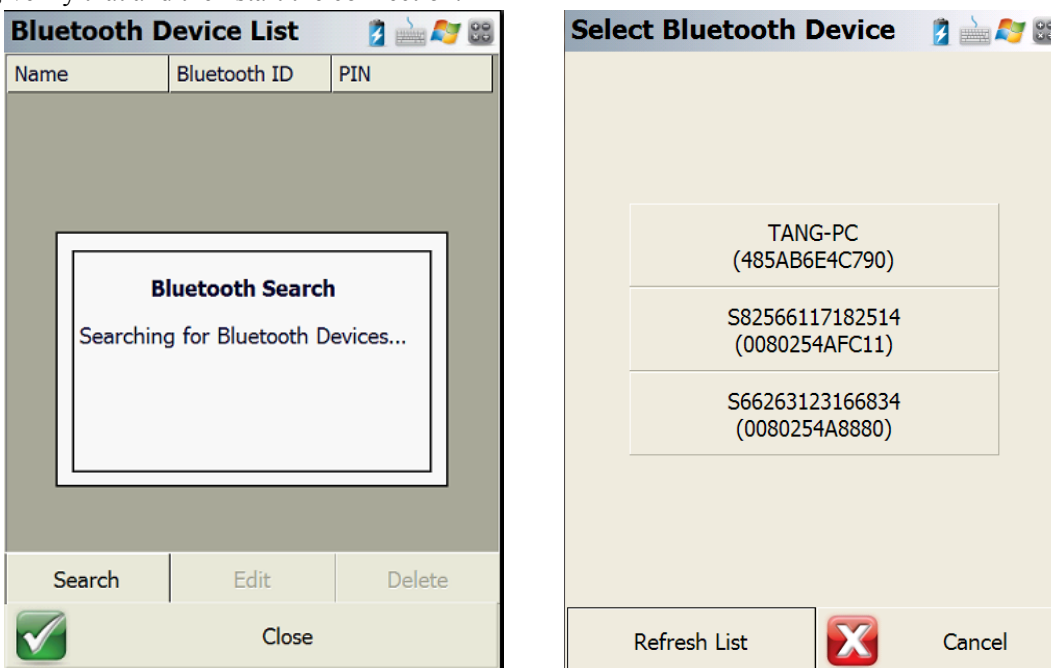 Bluetooth Device List
Name Bluetooth ID PIN
Bluetooth Search
Searching for Bluetooth Devices...
Search Edit Delete
Close
Select Bluetooth Device
TANG-PC
(485AB6E4C790)
S82566117182514
(0080254AFC11)
S66263123166834
(0080254A8880)
Refresh List Cancel